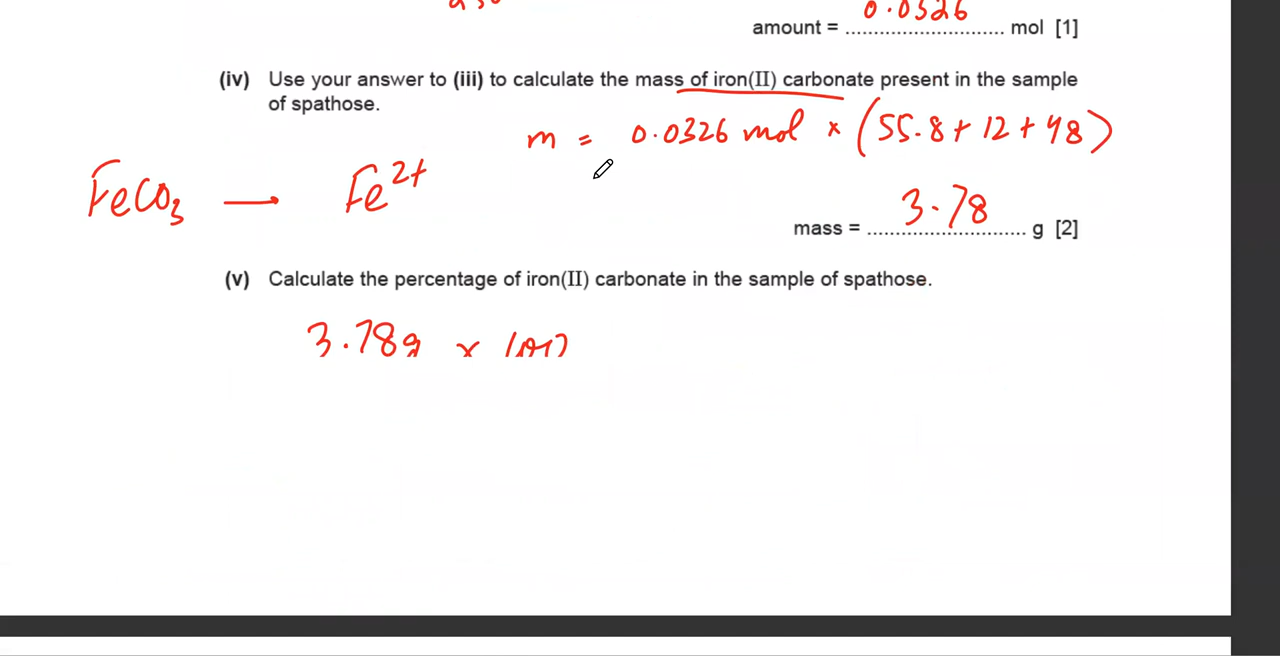 0.0326
amount = ................................ mol [1]
(iv) Use your answer to (iii) to calculate the mass of iron(II) carbonate present in the sample
of spathose.
m = 0.0326 mol × (55.8 + 12 + 48)
FeCO3 → Fe2+
3.78
mass = ................................ g [2]
(v) Calculate the percentage of iron(II) carbonate in the sample of spathose.
3.78g ×